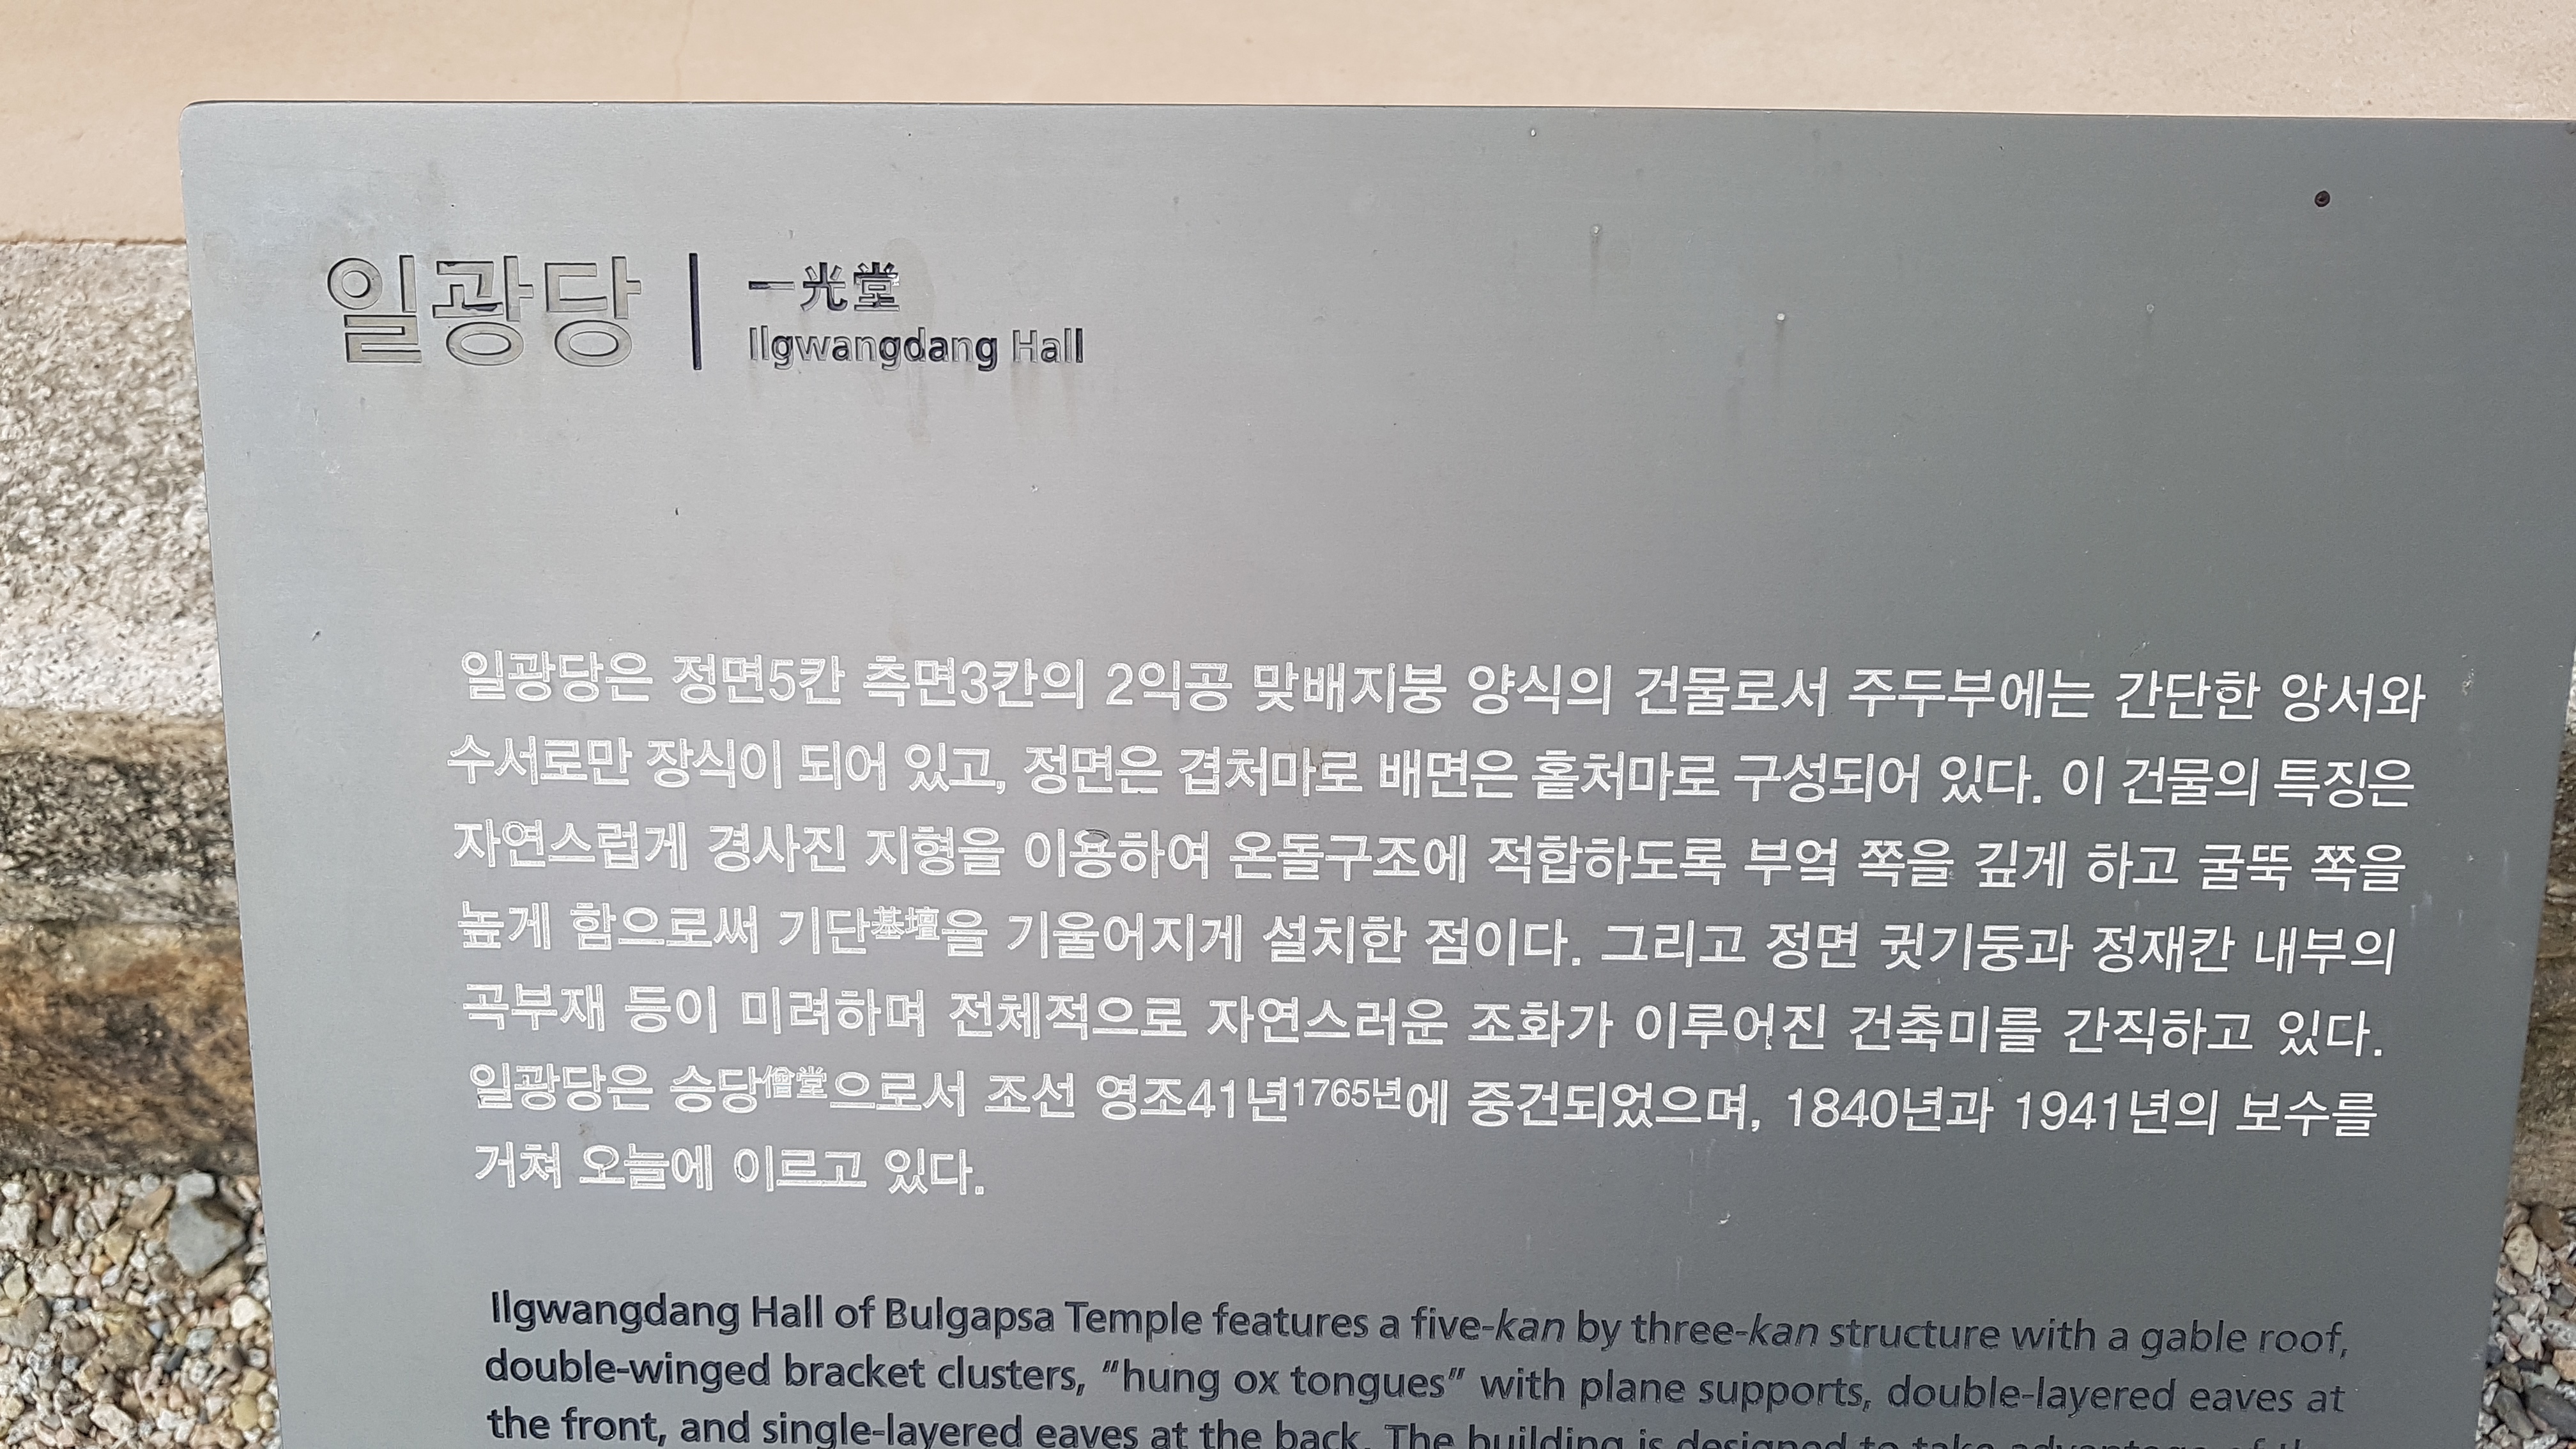 일광당
一光堂
Ilgwangdang Hall
일광당은 정면5칸 측면3칸의 2익공 맞배지붕 양식의 건물로서 주두부에는 간단한 앙서와
수서로만 장식이 되어 있고, 정면은 겹처마로 배면은 홑처마로 구성되어 있다. 이 건물의 특징은
자연스럽게 경사진 지형을 이용하여 온돌구조에 적합하도록 부엌 쪽을 깊게 하고 굴뚝 쪽을
높게 함으로써 기단基壇을 기울어지게 설치한 점이다. 그리고 정면 귓기둥과 정재칸 내부의
곡부재 등이 미려하며 전체적으로 자연스러운 조화가 이루어진 건축미를 간직하고 있다.
일광당은 승당僧堂으로서 조선 영조41년1765년에 중건되었으며, 1840년과 1941년의 보수를
거쳐 오늘에 이르고 있다.
Ilgwangdang Hall of Bulgapsa Temple features a five-kan by three-kan structure with a gable roof,
double-winged bracket clusters, “hung ox tongues” with plane supports, double-layered eaves at
the front, and single-layered eaves at the back. The building is designed to take advantage of